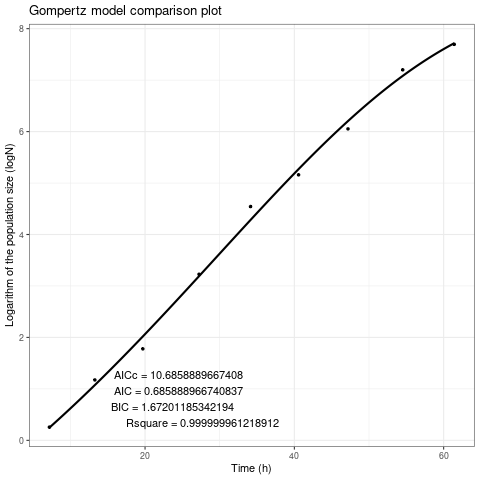 Gompertz model comparison plot
Logarithm of the population size (logN)
8
6
4
2
0
AICc = 10.6858889667408
AIC = 0.685888966740837
BIC = 1.67201185342194
Rsquare = 0.999999961218912
20 40 60
Time (h)